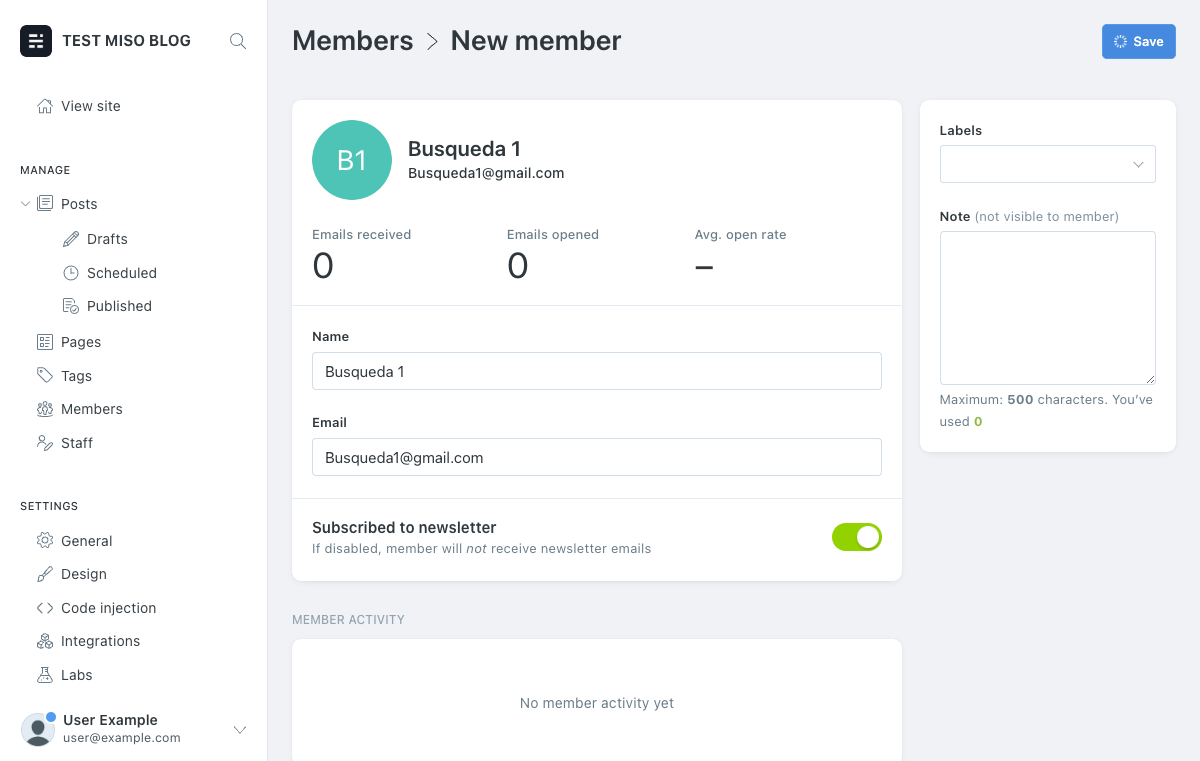 TEST MISO BLOG
View site
MANAGE
Posts
Drafts
Scheduled
Published
Pages
Tags
Members
Staff
SETTINGS
General
Design
Code injection
Integrations
Labs
User Example
user@example.com
Members > New member
Save
B1
Busqueda 1
Busqueda1@gmail.com
Emails received
0
Emails opened
0
Avg. open rate
–
Name
Busqueda 1
Email
Busqueda1@gmail.com
Subscribed to newsletter
If disabled, member will not receive newsletter emails
MEMBER ACTIVITY
No member activity yet
Labels
Note (not visible to member)
Maximum: 500 characters. You’ve
used 0